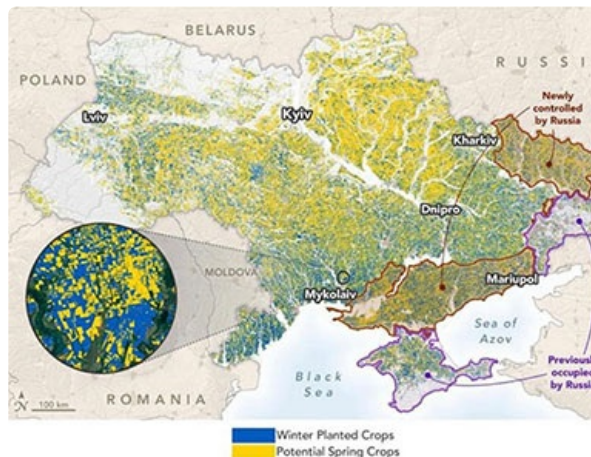 BELARUS
POLAND
RUSSI
Newly
controlled
by Russia
Lviv
Kyiv
Kharkiv
Dnipro
MOLDOVA
Mykolaiv
Mariupol
Sea of
Azov
Previously
occupied
by Russia
Black
Sea
ROMANIA
N
100 km
Winter Planted Crops
Potential Spring Crops